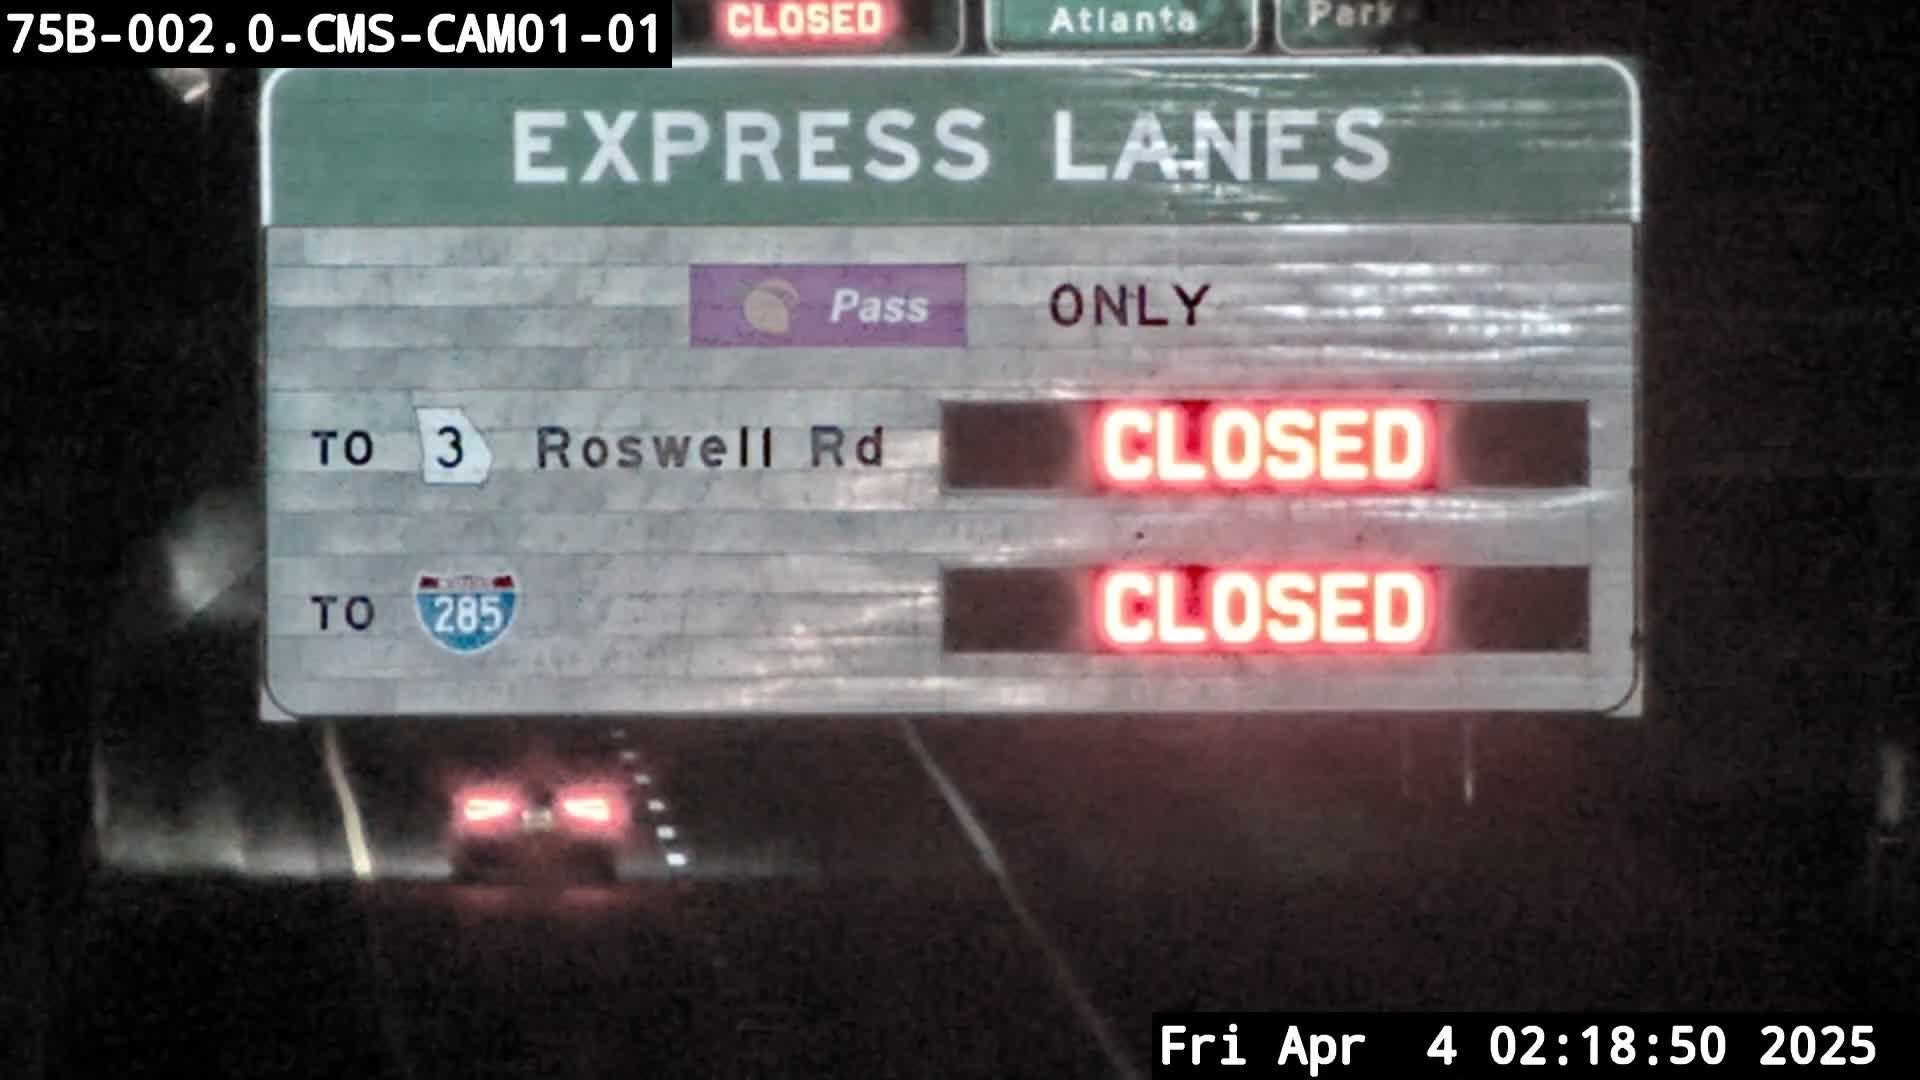 75B-002.0-CMS-CAM01-01
CLOSED
Atlanta
Park
EXPRESS LANES
Pass ONLY
TO 3 Roswell Rd CLOSED
TO 285 CLOSED
Fri Apr 4 02:18:50 2025